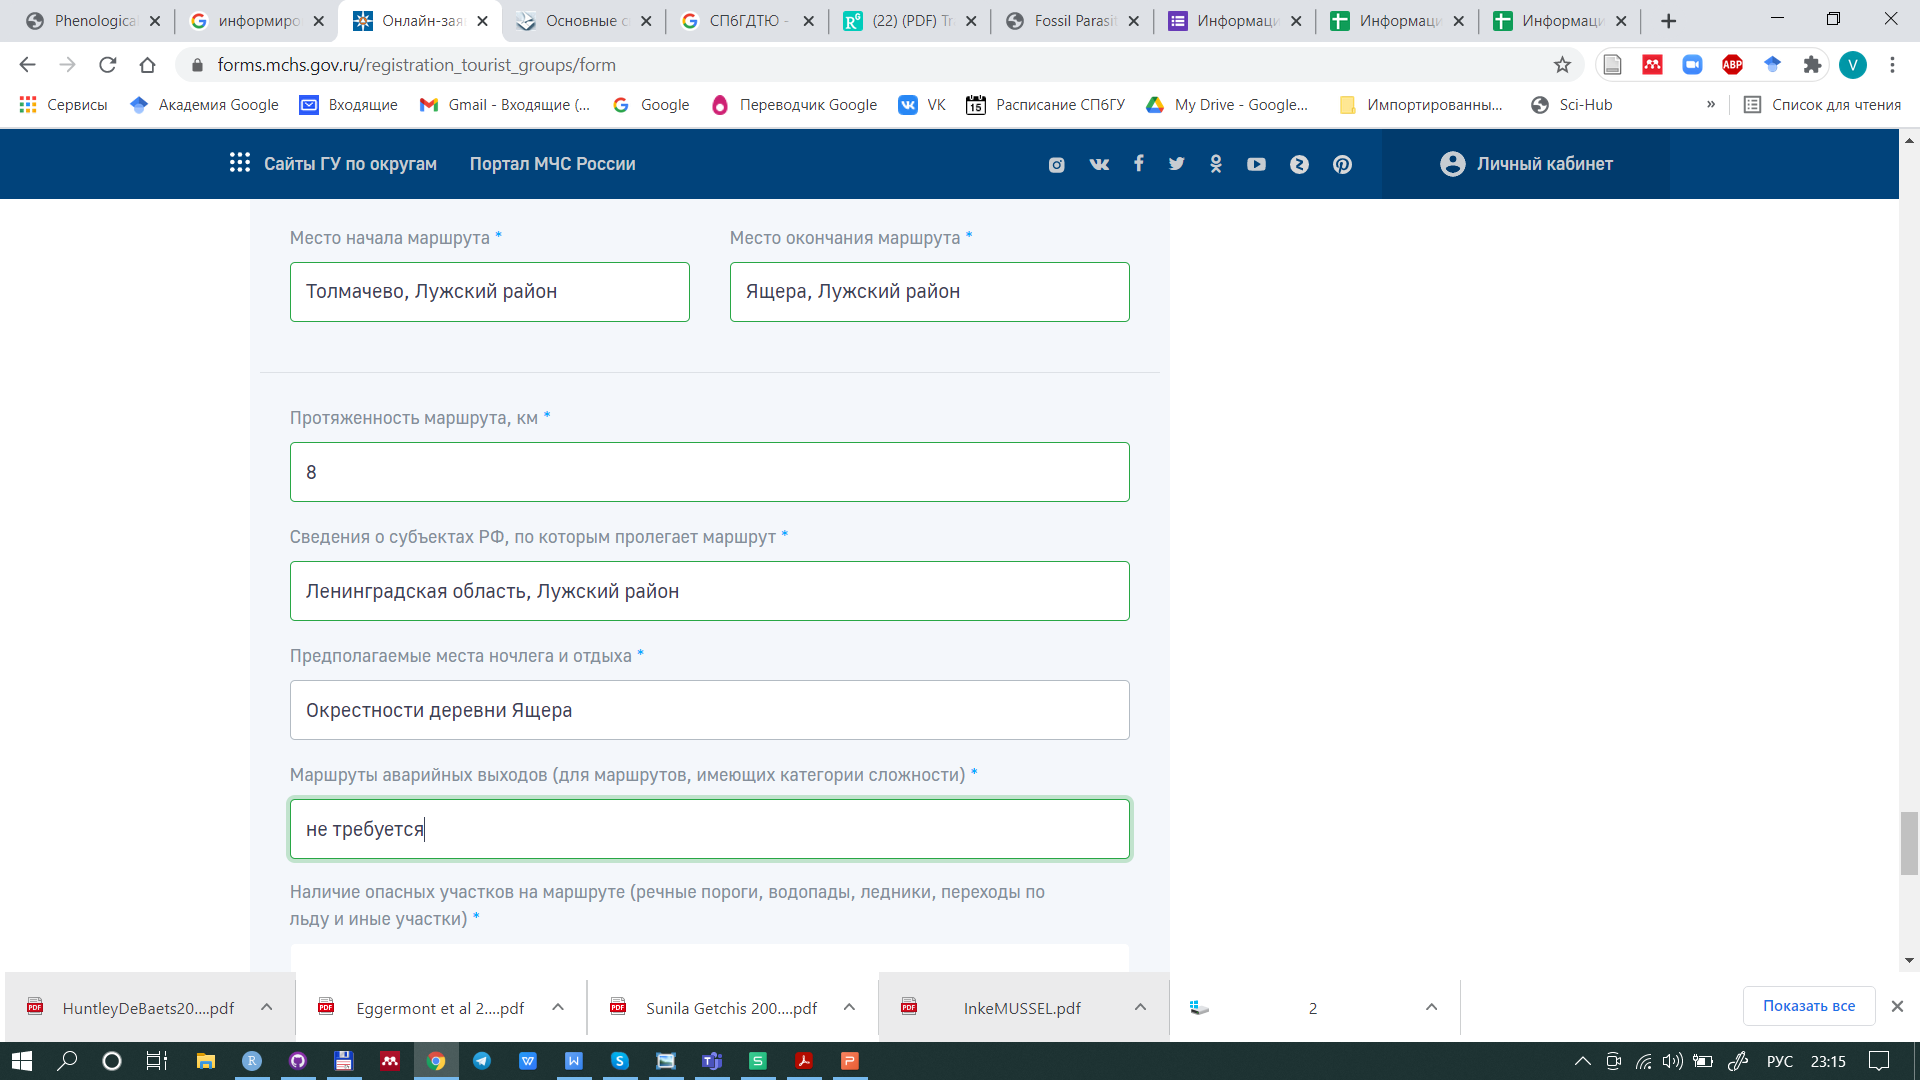 Phenological
информиро
Онлайн-зая
Основные с
СПбГДТЮ -
(22) (PDF) Tr
Fossil Parasit
Информаци
Информаци
Информаци
forms.mchs.gov.ru/registration_tourist_groups/form
ABP
V
Сервисы
Академия Google
Входящие
Gmail - Входящие (...
Google
Переводчик Google
VK
15
Расписание СПбГУ
My Drive - Google...
Импортированны...
Sci-Hub
»
Список для чтения
Сайты ГУ по округам
Портал МЧС России
Личный кабинет
Место начала маршрута *
Место окончания маршрута *
Толмачево, Лужский район
Ящера, Лужский район
Протяженность маршрута, км *
8
Сведения о субъектах РФ, по которым пролегает маршрут *
Ленинградская область, Лужский район
Предполагаемые места ночлега и отдыха *
Окрестности деревни Ящера
Маршруты аварийных выходов (для маршрутов, имеющих категории сложности) *
не требуется
Наличие опасных участков на маршруте (речные пороги, водопады, ледники, переходы по
льду и иные участки) *
HuntleyDeBaets20....pdf
Eggermont et al 2....pdf
Sunila Getchis 200....pdf
InkeMUSSEL.pdf
2
Показать все
РУС
23:15